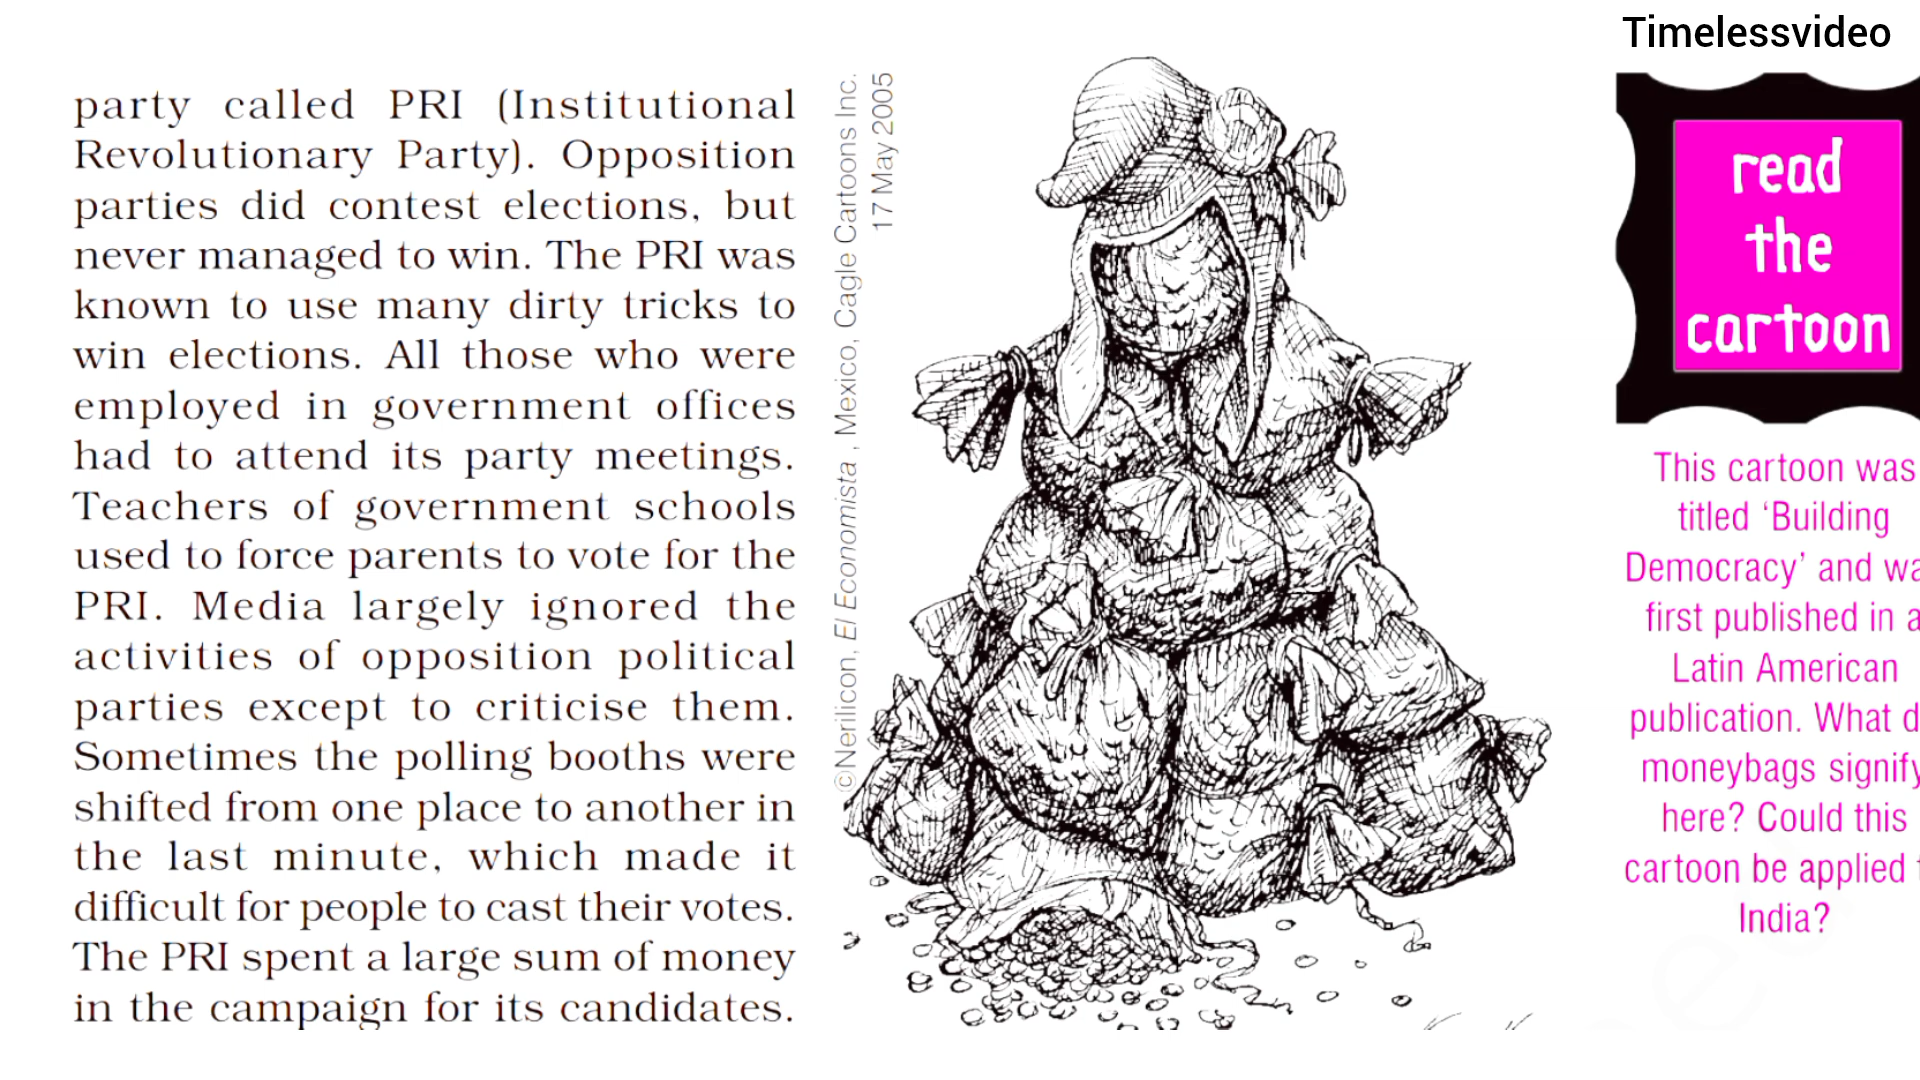 Timelessvideo
party called PRI (Institutional
Revolutionary Party). Opposition
parties did contest elections, but
never managed to win. The PRI was
known to use many dirty tricks to
win elections. All those who were
employed in government offices
had to attend its party meetings.
Teachers of government schools
used to force parents to vote for the
PRI. Media largely ignored the
activities of opposition political
parties except to criticise them.
Sometimes the polling booths were
shifted from one place to another in
the last minute, which made it
difficult for people to cast their votes.
The PRI spent a large sum of money
in the campaign for its candidates.
©Nerilicon, El Economista , Mexico, Cagle Cartoons Inc.
17 May 2005
read
the
cartoon
This cartoon was
titled ‘Building
Democracy’ and wa
first published in a
Latin American
publication. What d
moneybags signify
here? Could this
cartoon be applied
India?